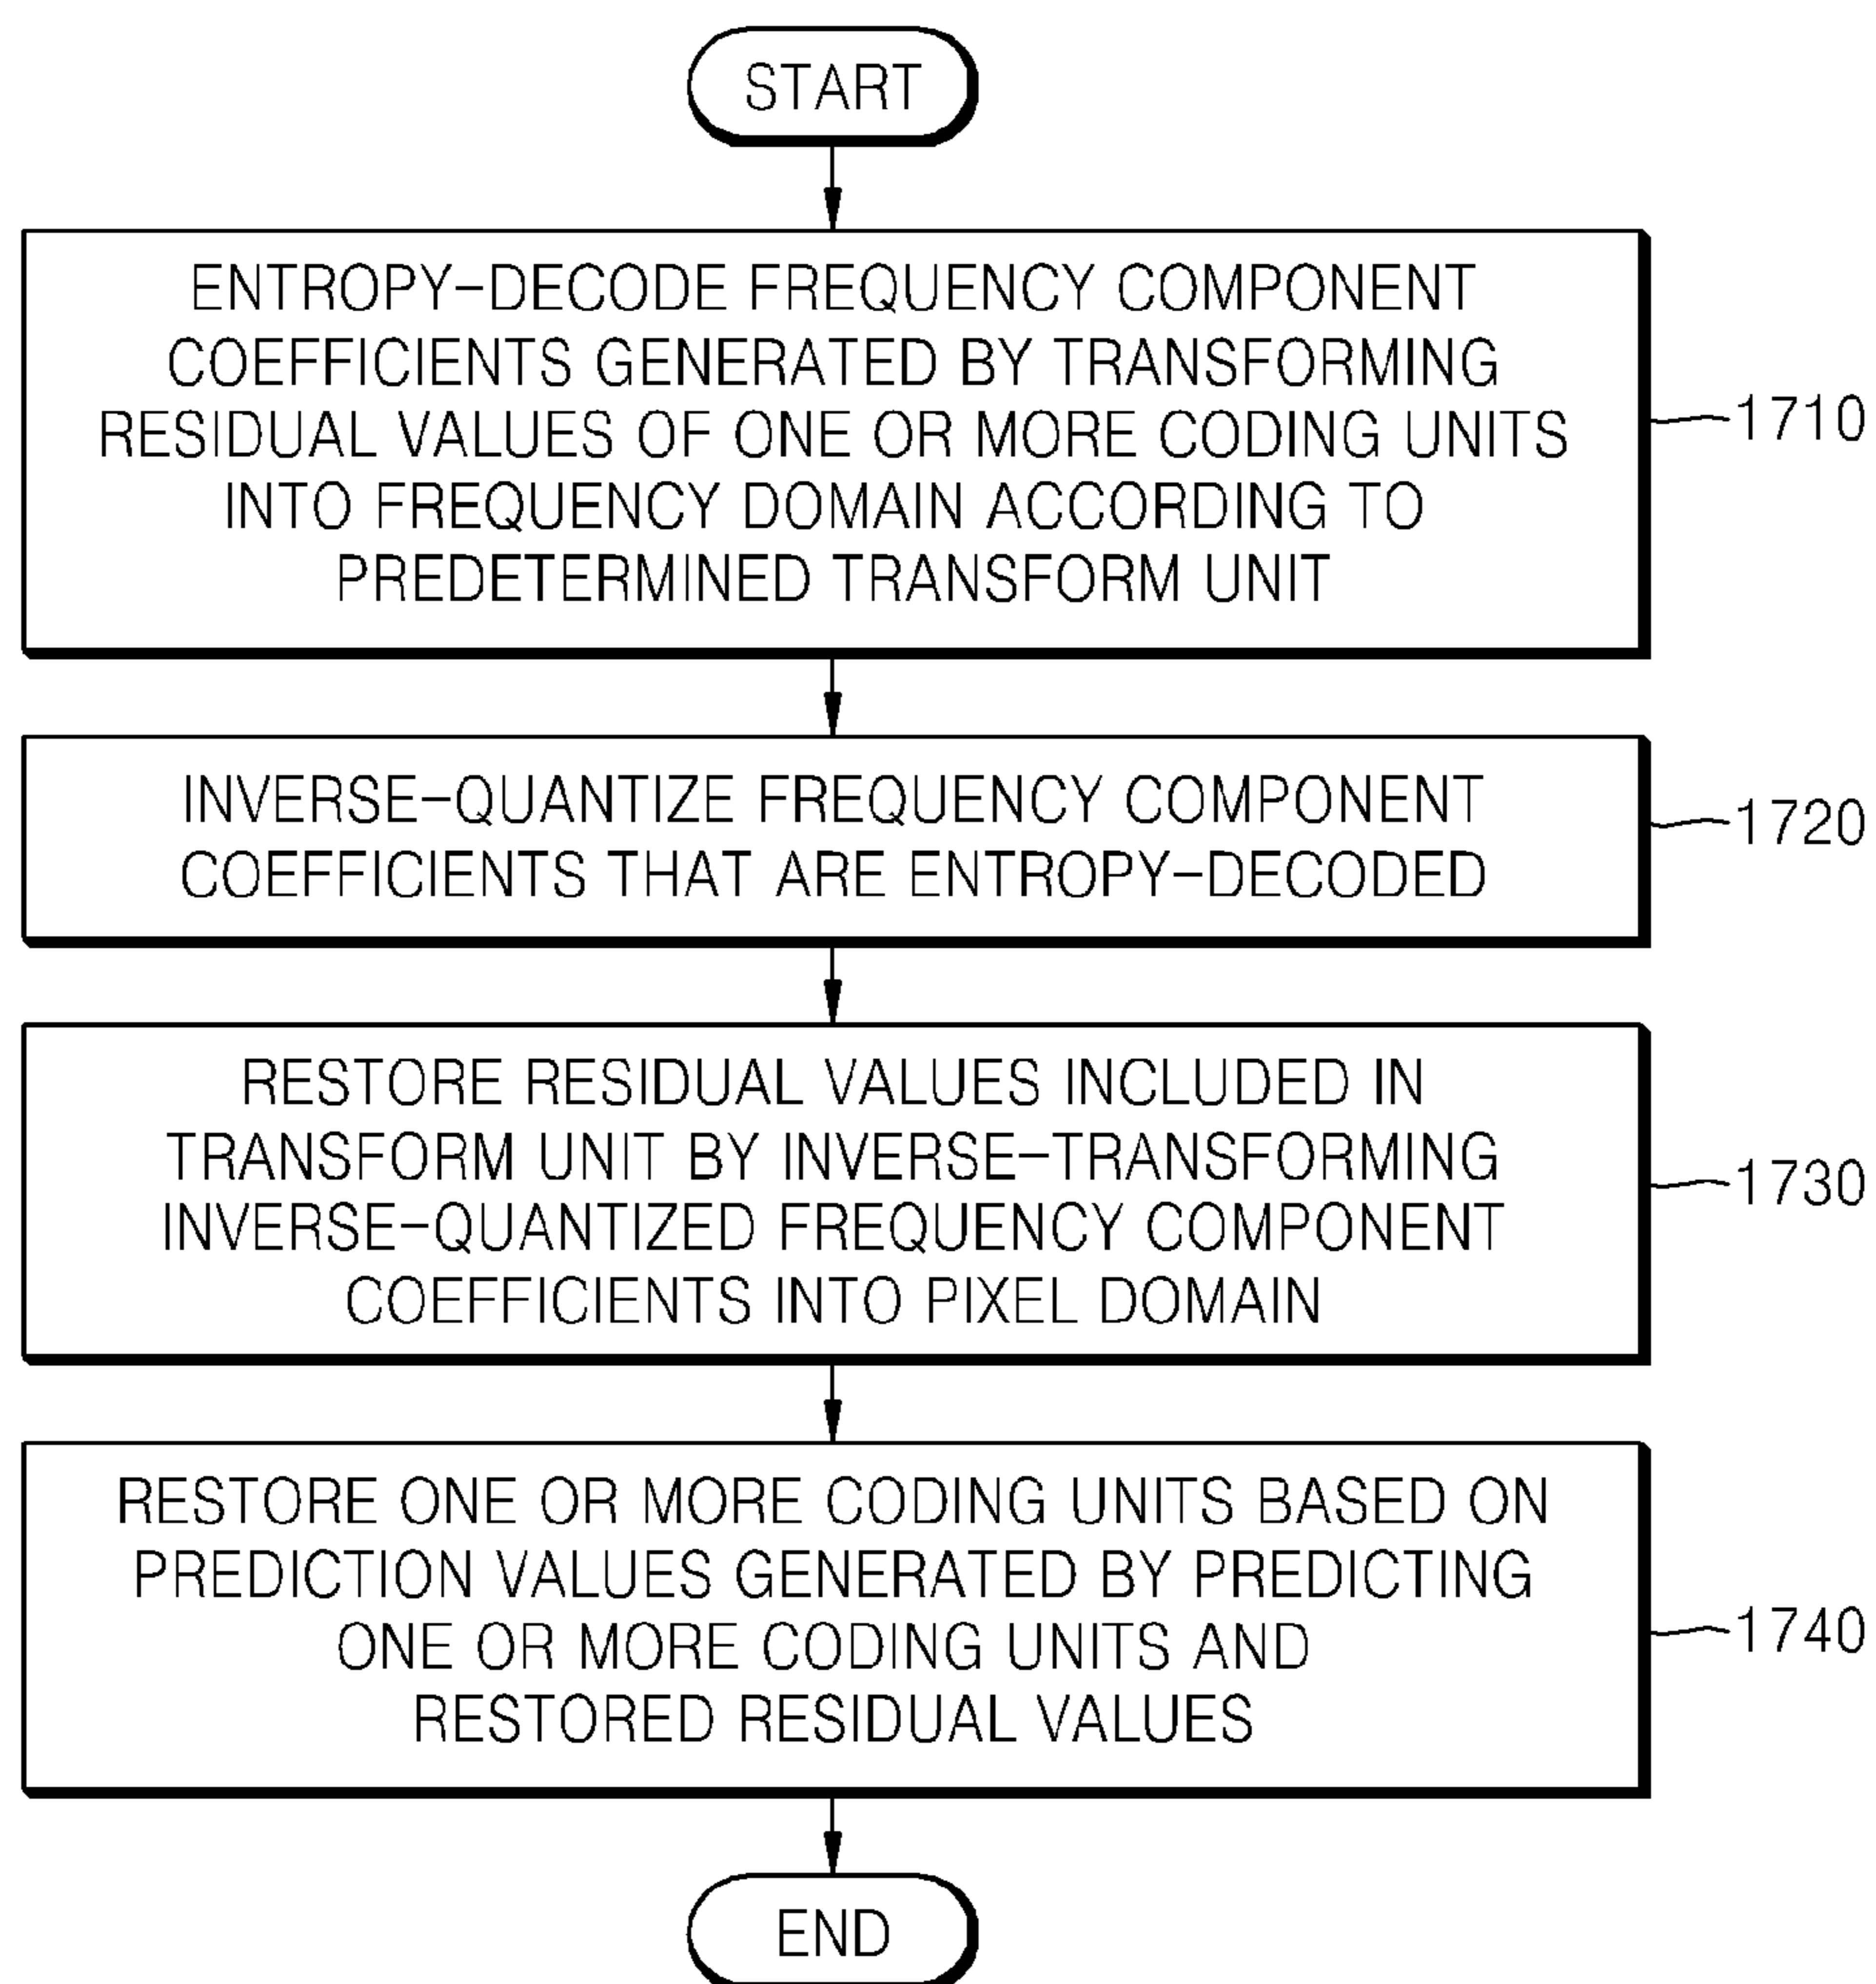 START
ENTROPY-DECODE FREQUENCY COMPONENT
COEFFICIENTS GENERATED BY TRANSFORMING
RESIDUAL VALUES OF ONE OR MORE CODING UNITS
INTO FREQUENCY DOMAIN ACCORDING TO
PREDETERMINED TRANSFORM UNIT
1710
INVERSE-QUANTIZE FREQUENCY COMPONENT
COEFFICIENTS THAT ARE ENTROPY-DECODED
1720
RESTORE RESIDUAL VALUES INCLUDED IN
TRANSFORM UNIT BY INVERSE-TRANSFORMING
INVERSE-QUANTIZED FREQUENCY COMPONENT
COEFFICIENTS INTO PIXEL DOMAIN
1730
RESTORE ONE OR MORE CODING UNITS BASED ON
PREDICTION VALUES GENERATED BY PREDICTING
ONE OR MORE CODING UNITS AND
RESTORED RESIDUAL VALUES
1740
END